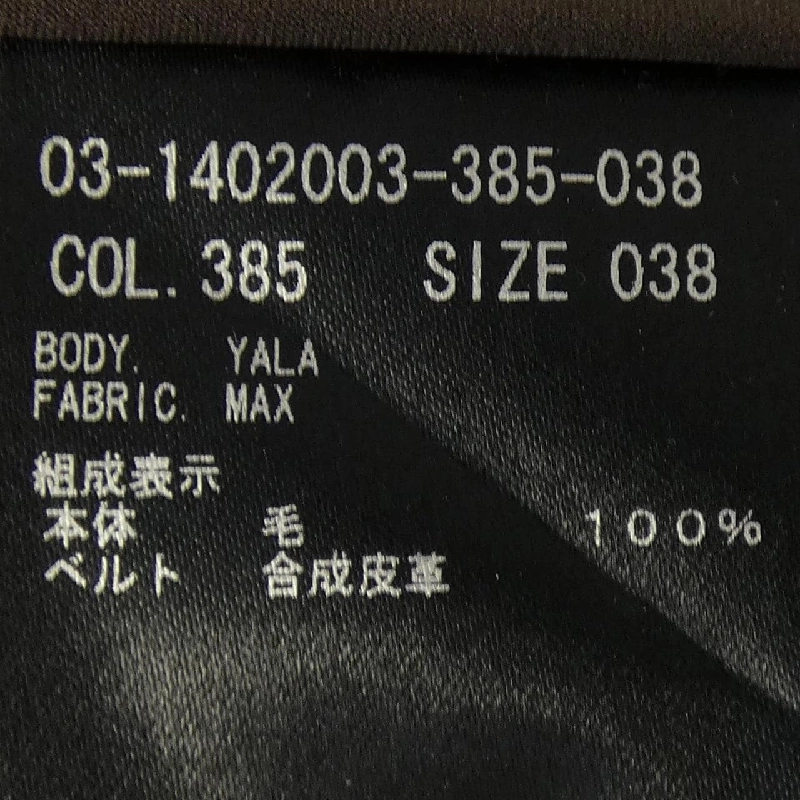 03-1402003-385-038
COL. 385 SIZE 038
BODY. YALA
FABRIC. MAX
組成表示
本体 毛 100%
ベルト 合成皮革